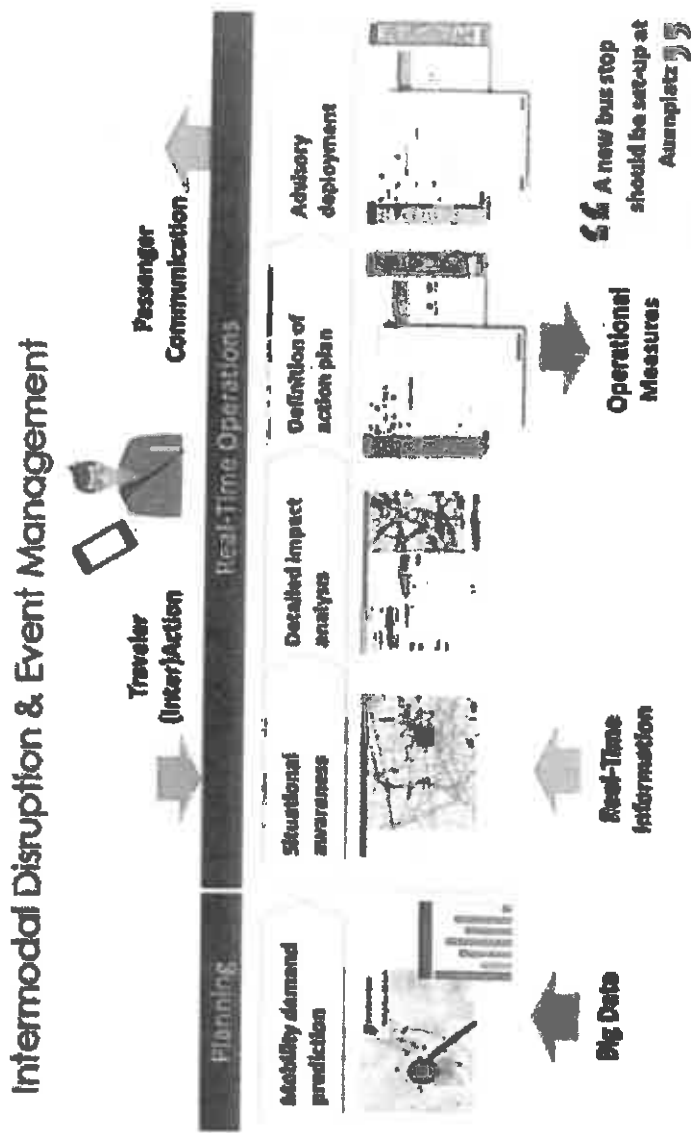 Intermodal Disruption & Event Management
Traveler
(Inter)Action
Passenger
Communication
Planning
Real-Time Operations
Mobility demand
prediction
Situational
awareness
Detailed impact
analysis
Definition of
action plan
Advisory
deployment
Big Data
Real-Time
Information
Operational
Measures
“ A new bus stop
should be set-up at
”